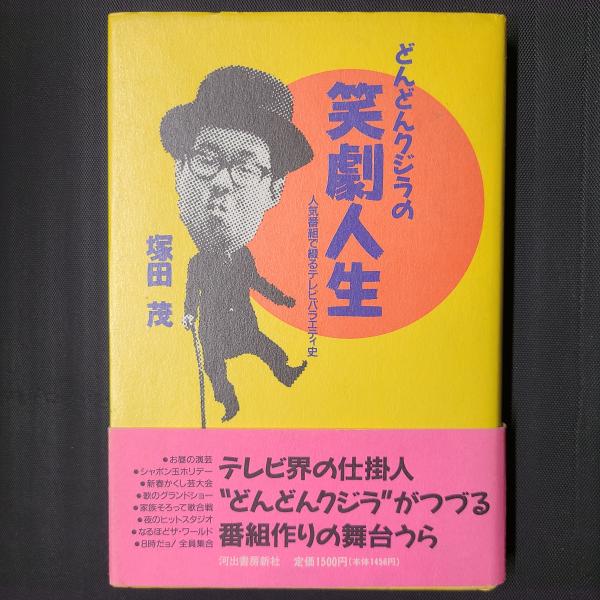 どんどんクジラの
笑劇人生
人気番組で綴るテレビバラエティ史
塚田 茂
●お昼の演芸
●シャボン玉ホリデー
●新春かくし芸大会
●歌のグランドショー
●家族そろって歌合戦
●夜のヒットスタジオ
●なるほどザ・ワールド
●8時だョ!全員集合
テレビ界の仕掛人
“どんどんクジラ”がつづる
番組作りの舞台うら
河出書房新社 定価1500円(本体1456円)